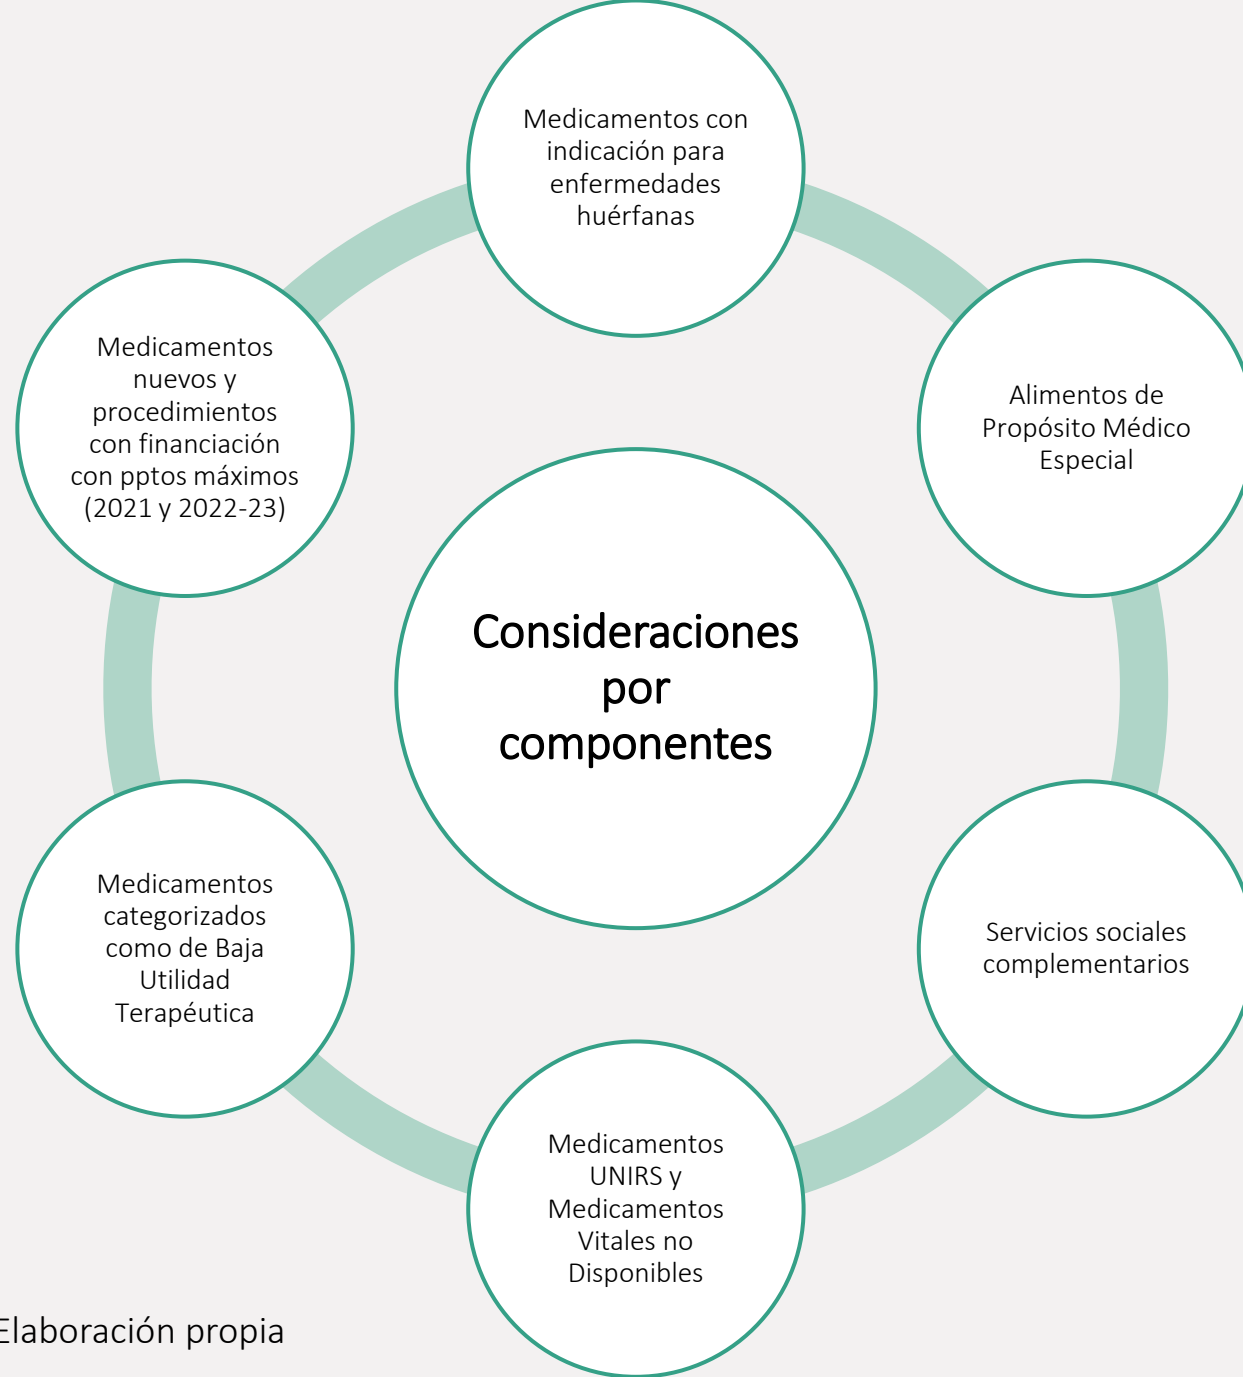 Medicamentos con
indicación para
enfermedades
huérfanas
Alimentos de
Propósito Médico
Especial
Servicios sociales
complementarios
Medicamentos
UNIRS y
Medicamentos
Vitales no
Disponibles
Medicamentos
categorizados
como de Baja
Utilidad
Terapéutica
Medicamentos
nuevos y
procedimientos
con financiación
con pptos máximos
(2021 y 2022-23)
Consideraciones
por
componentes
Elaboración propia